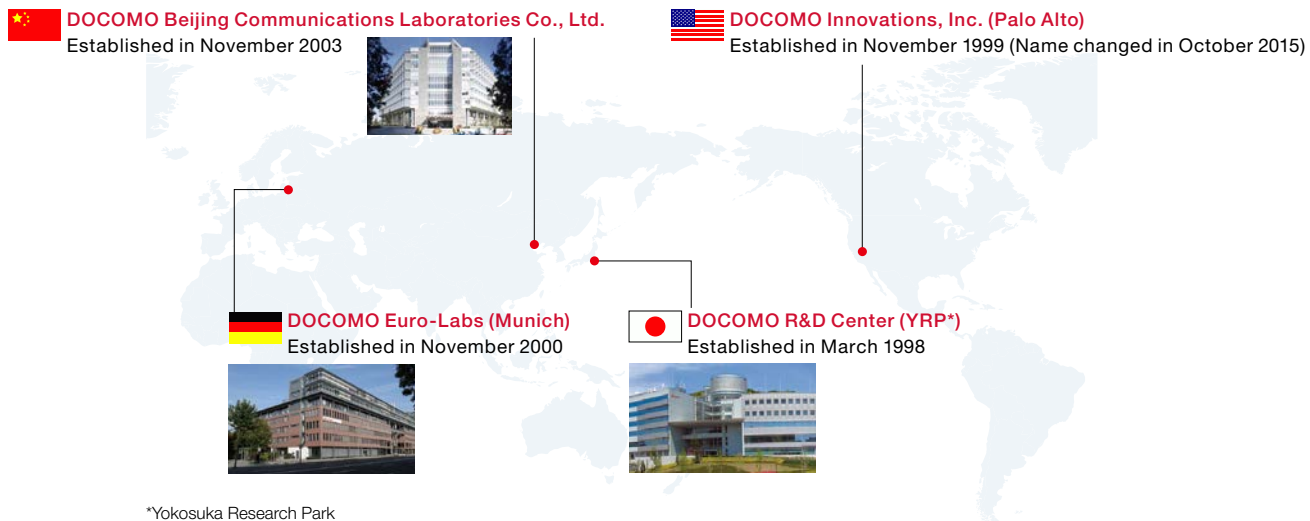 DOCOMO Beijing Communications Laboratories Co., Ltd.
Established in November 2003
DOCOMO Innovations, Inc. (Palo Alto)
Established in November 1999 (Name changed in October 2015)
DOCOMO Euro-Labs (Munich)
Established in November 2000
DOCOMO R&D Center (YRP*)
Established in March 1998
*Yokosuka Research Park